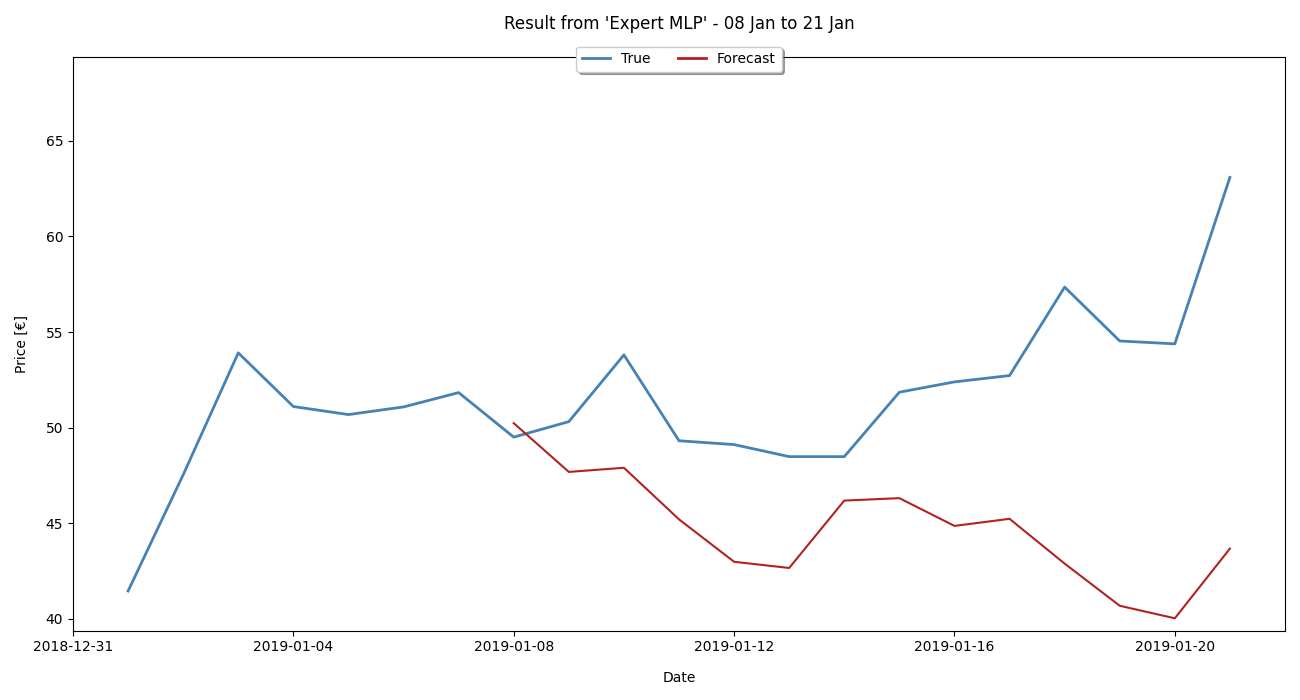 Result from 'Expert MLP' - 08 Jan to 21 Jan
True Forecast
65
60
55
50
45
40
Price [€]
2018-12-31 2019-01-04 2019-01-08 2019-01-12 2019-01-16 2019-01-20
Date